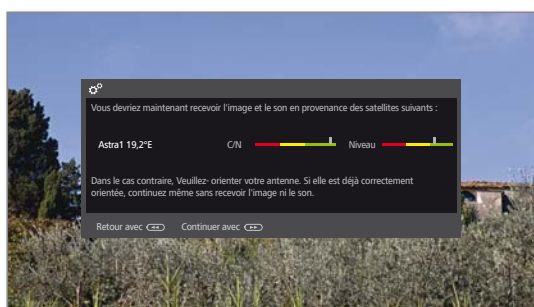 Vous devriez maintenant recevoir l'image et le son en provenance des satellites suivants :
Astra1 19,2°E C/N Niveau
Dans le cas contraire, Veuillez- orienter votre antenne. Si elle est déjà correctement
orientée, continuez même sans recevoir l'image ni le son.
Retour avec Continuer avec